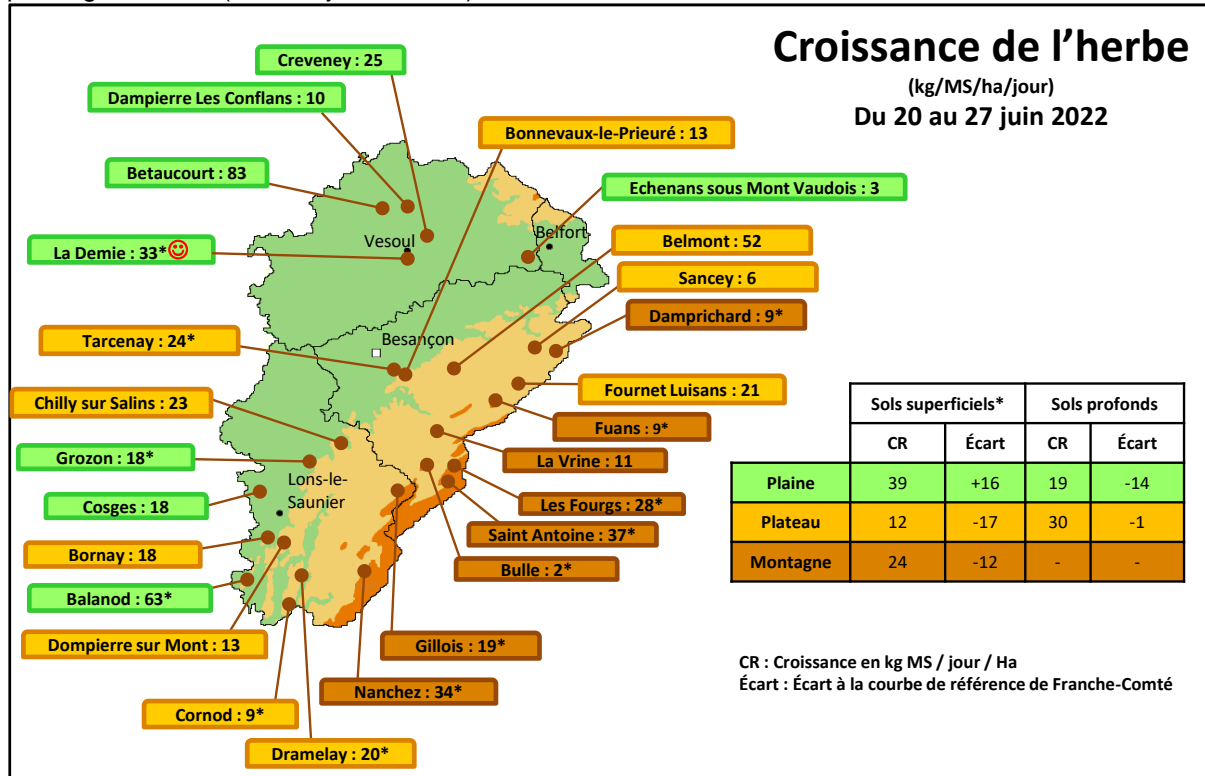 Croissance de l’herbe
(kg/MS/ha/jour)
Du 20 au 27 juin 2022
Creveney : 25
Dampierre Les Conflans : 10
Bonnevaux-le-Prieuré : 13
Betaucourt : 83
Echenans sous Mont Vaudois : 3
La Demie : 33*
Vesoul
Belfort
Belmont : 52
Sancey : 6
Damprichard : 9*
Tarcenay : 24*
Besançon
Chilly sur Salins : 23
Fournet Luisans : 21
Fuans : 9*
Grozon : 18*
La Vrine : 11
Lons-le-
Saunier
Cosges : 18
Les Fourgs : 28*
Saint Antoine : 37*
Bornay : 18
Bulle : 2*
Balanod : 63*
Dompierre sur Mont : 13
Gillois : 19*
Nanchez : 34*
Cornod : 9*
Dramelay : 20*
Sols superficiels* Sols profonds
CR Écart CR Écart
Plaine 39 +16 19 -14
Plateau 12 -17 30 -1
Montagne 24 -12 - -
CR : Croissance en kg MS / jour / Ha
Écart : Écart à la courbe de référence de Franche-Comté